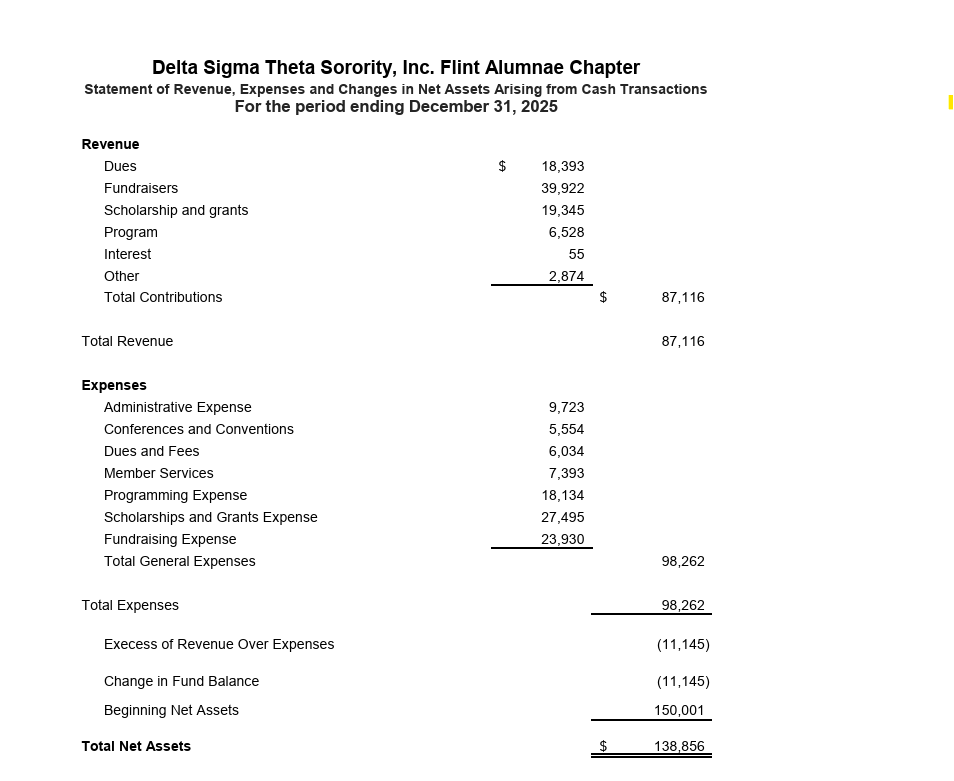 Delta Sigma Theta Sorority, Inc. Flint Alumnae Chapter
Statement of Revenue, Expenses and Changes in Net Assets Arising from Cash Transactions
For the period ending December 31, 2025
Revenue
Dues $ 18,393
Fundraisers 39,922
Scholarship and grants 19,345
Program 6,528
Interest 55
Other 2,874
Total Contributions $ 87,116
Total Revenue 87,116
Expenses
Administrative Expense 9,723
Conferences and Conventions 5,554
Dues and Fees 6,034
Member Services 7,393
Programming Expense 18,134
Scholarships and Grants Expense 27,495
Fundraising Expense 23,930
Total General Expenses 98,262
Total Expenses 98,262
Execess of Revenue Over Expenses (11,145)
Change in Fund Balance (11,145)
Beginning Net Assets 150,001
Total Net Assets $ 138,856